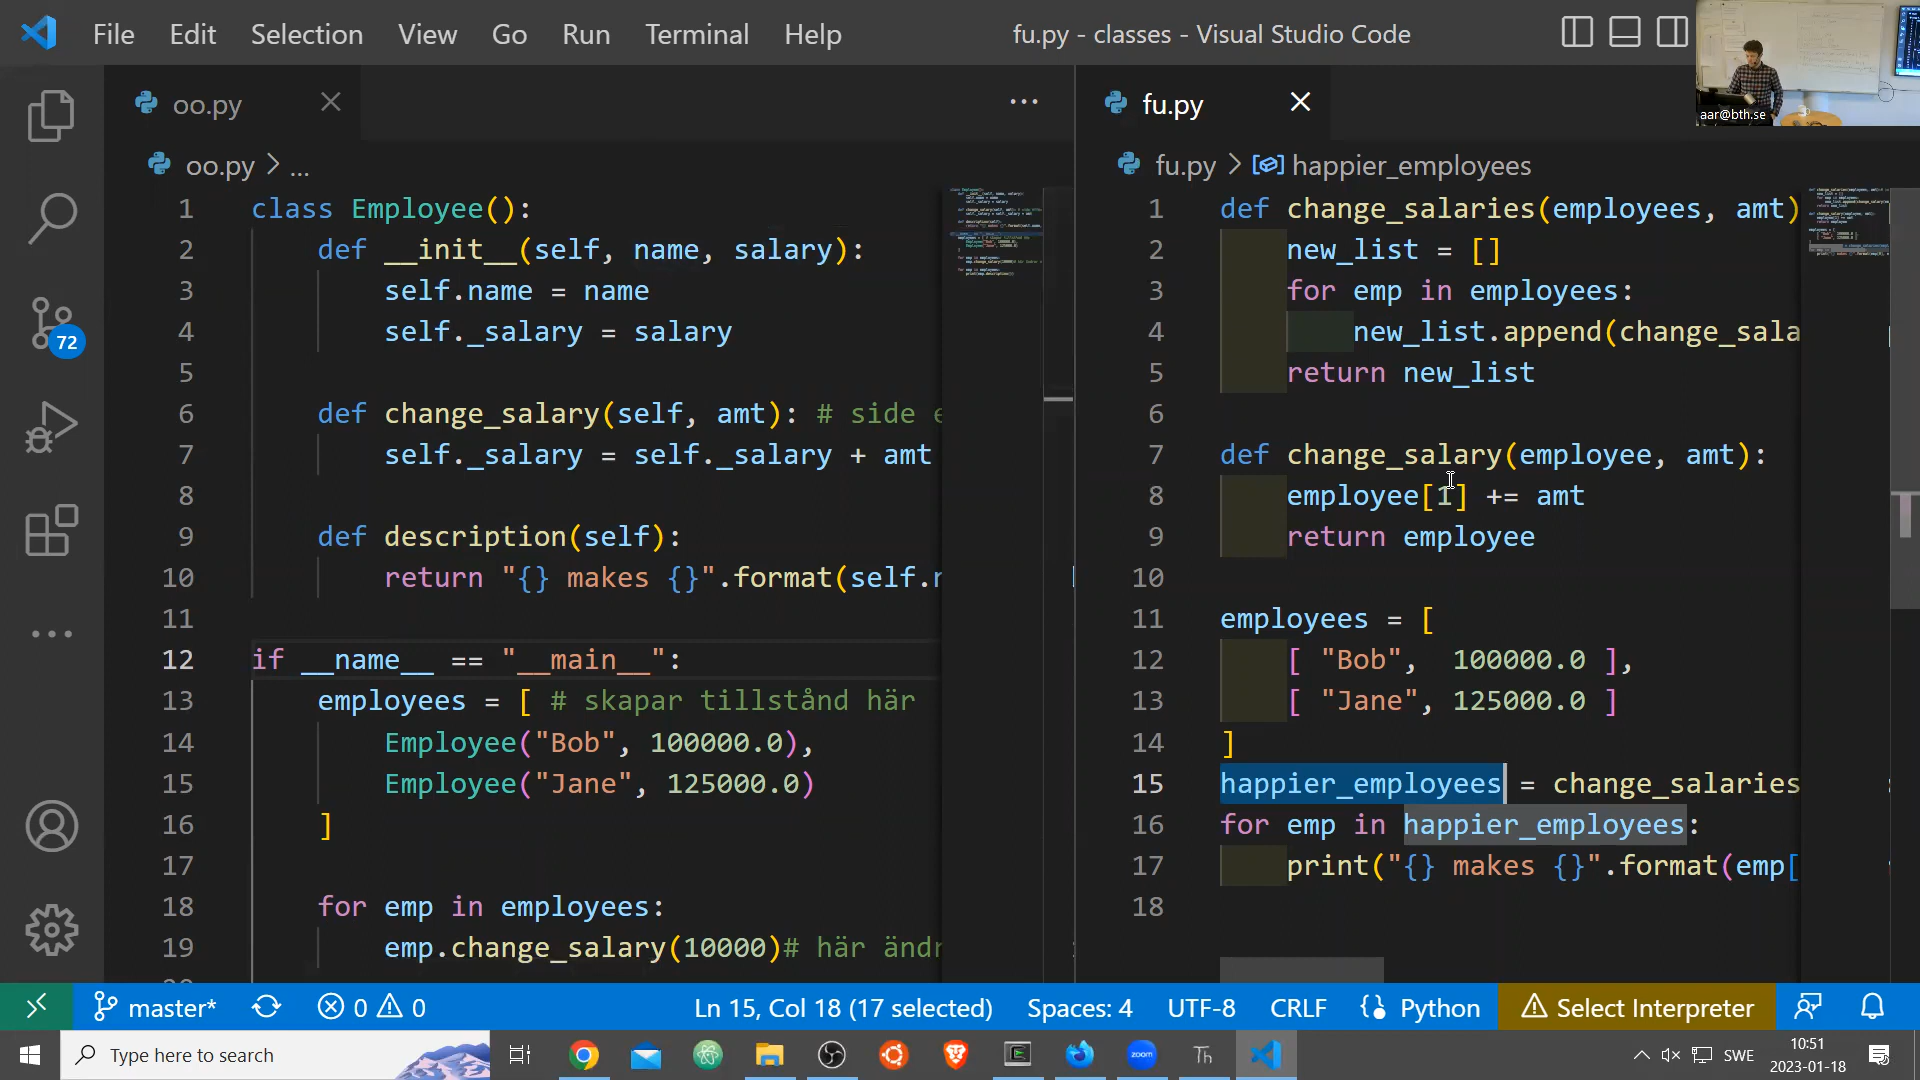 File Edit Selection View Go Run Terminal Help
fu.py - classes - Visual Studio Code
aar@bth.se
oo.py
oo.py > ...
1 class Employee():
2 def __init__(self, name, salary):
3 self.name = name
4 self._salary = salary
5
6 def change_salary(self, amt): # side e
7 self._salary = self._salary + amt
8
9 def description(self):
10 return "{} makes {}".format(self.n
11
12 if __name__ == "__main__":
13 employees = [ # skapar tillstånd här
14 Employee("Bob", 100000.0),
15 Employee("Jane", 125000.0)
16 ]
17
18 for emp in employees:
19 emp.change_salary(10000)# här ändr
fu.py
fu.py > happier_employees
1 def change_salaries(employees, amt)
2 new_list = []
3 for emp in employees:
4 new_list.append(change_sala
5 return new_list
6
7 def change_salary(employee, amt):
8 employee[1] += amt
9 return employee
10
11 employees = [
12 [ "Bob", 100000.0 ],
13 [ "Jane", 125000.0 ]
14 ]
15 happier_employees = change_salaries
16 for emp in happier_employees:
17 print("{} makes {}".format(emp[
18
72
master* 0 0
Ln 15, Col 18 (17 selected) Spaces: 4 UTF-8 CRLF Python Select Interpreter
Type here to search
zoom
Th
SWE
10:51
2023-01-18